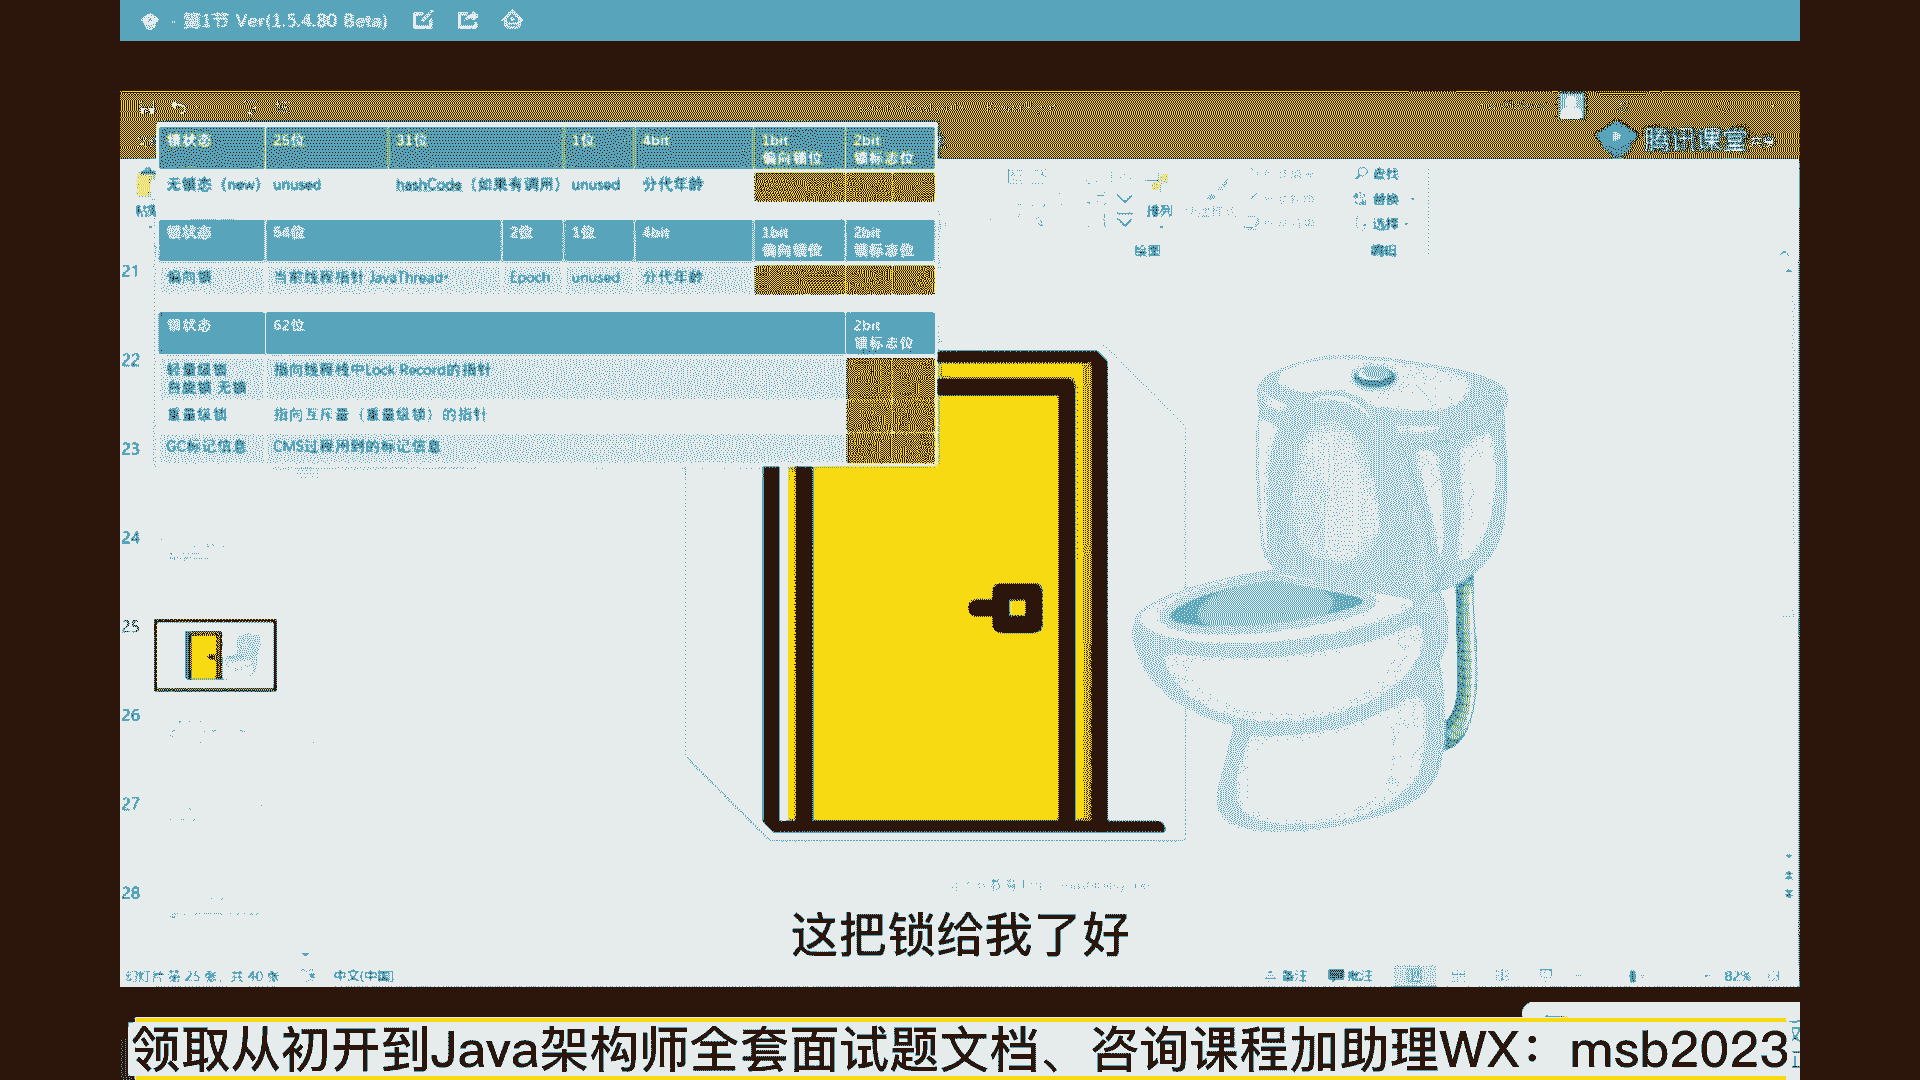 - 第1节 Ver(1.5.4.80 Beta)
腾讯课堂
锁状态 25位 31位 1位 4bit 1bit 偏向锁位 2bit 锁标志位
无锁态（new） unused hashCode（如果有调用） unused 分代年龄
锁状态 54位 2位 1位 4bit 1bit 偏向锁位 2bit 锁标志位
偏向锁 当前线程指针 JavaThread* Epoch unused 分代年龄
锁状态 62位 2bit 锁标志位
轻量级锁 自旋锁 无锁 指向线程栈中Lock Record的指针
重量级锁 指向互斥量（重量级锁）的指针
GC标记信息 CMS过程用到的标记信息
粘贴
排列
绘图
查找
替换
选择
编辑
21
22
23
24
25
26
27
28
这把锁给我了好
幻灯片 第 25 张，共 40 张 中文(中国) 备注 批注 82%
领取从初开到Java架构师全套面试题文档、咨询课程加助理WX：msb2023